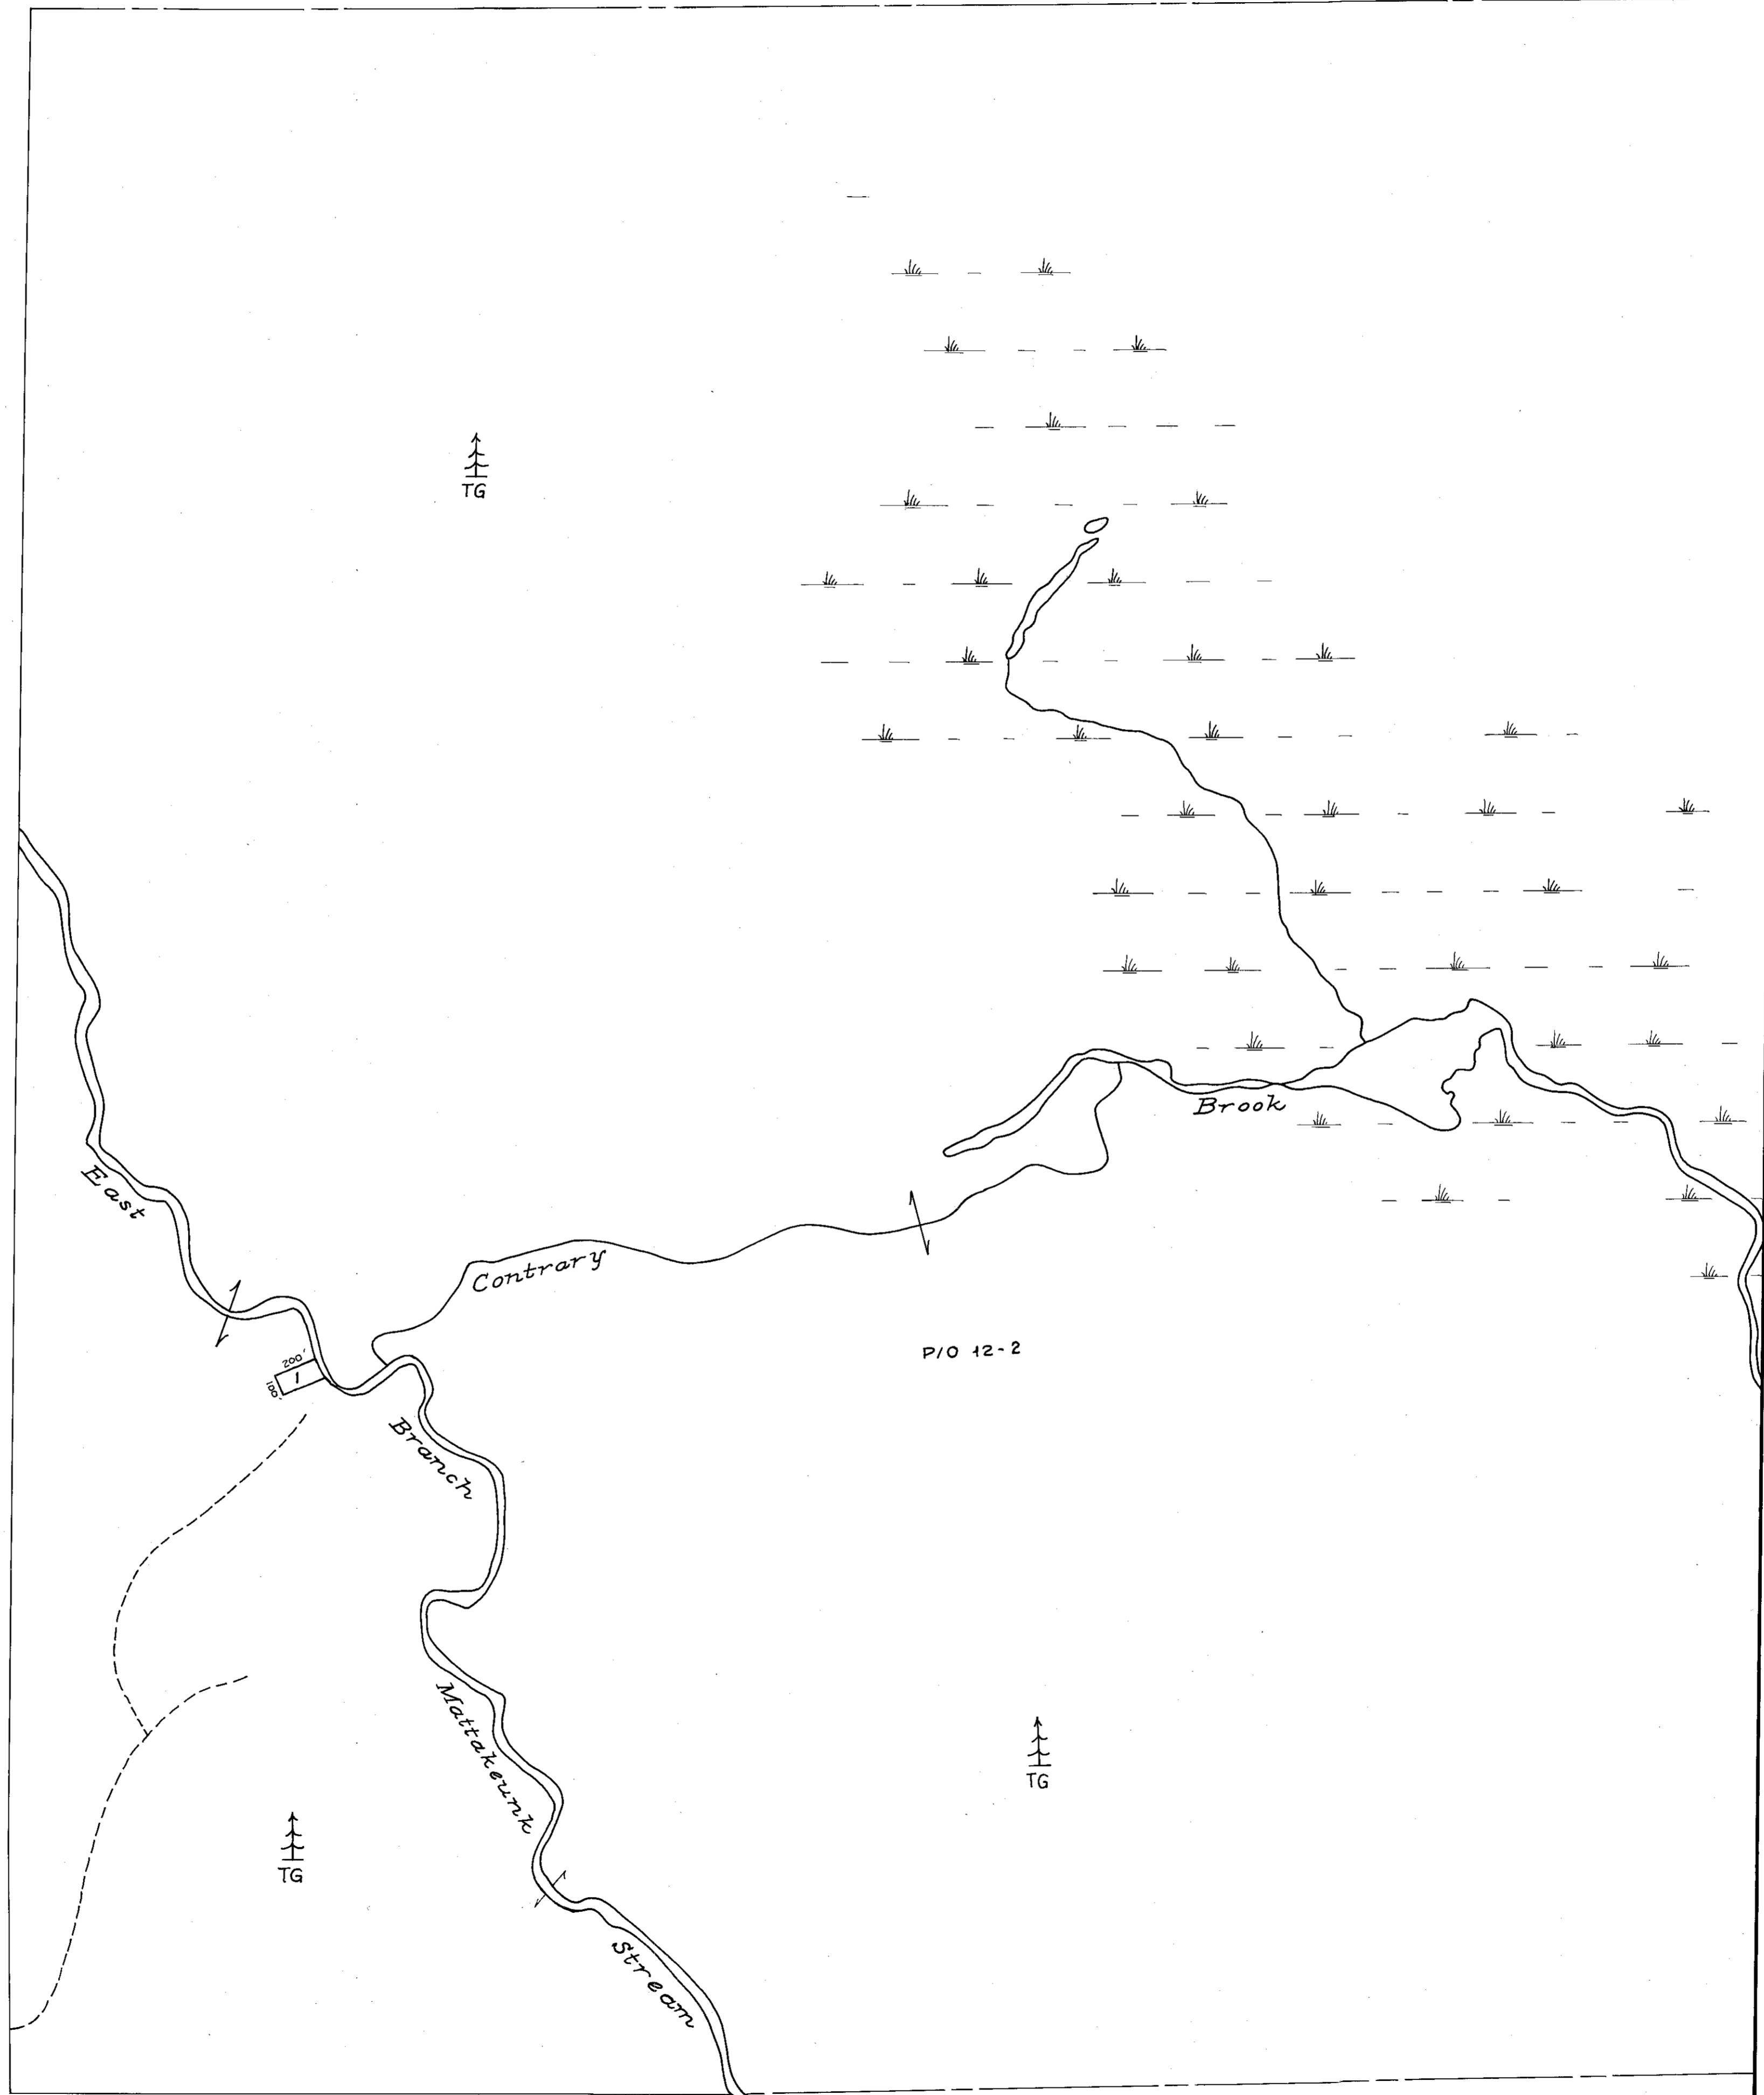 TG
Brook
East
Contrary
P/O 12-2
200'
1
100'
Branch
Mattakeunk
TG
TG
Stream